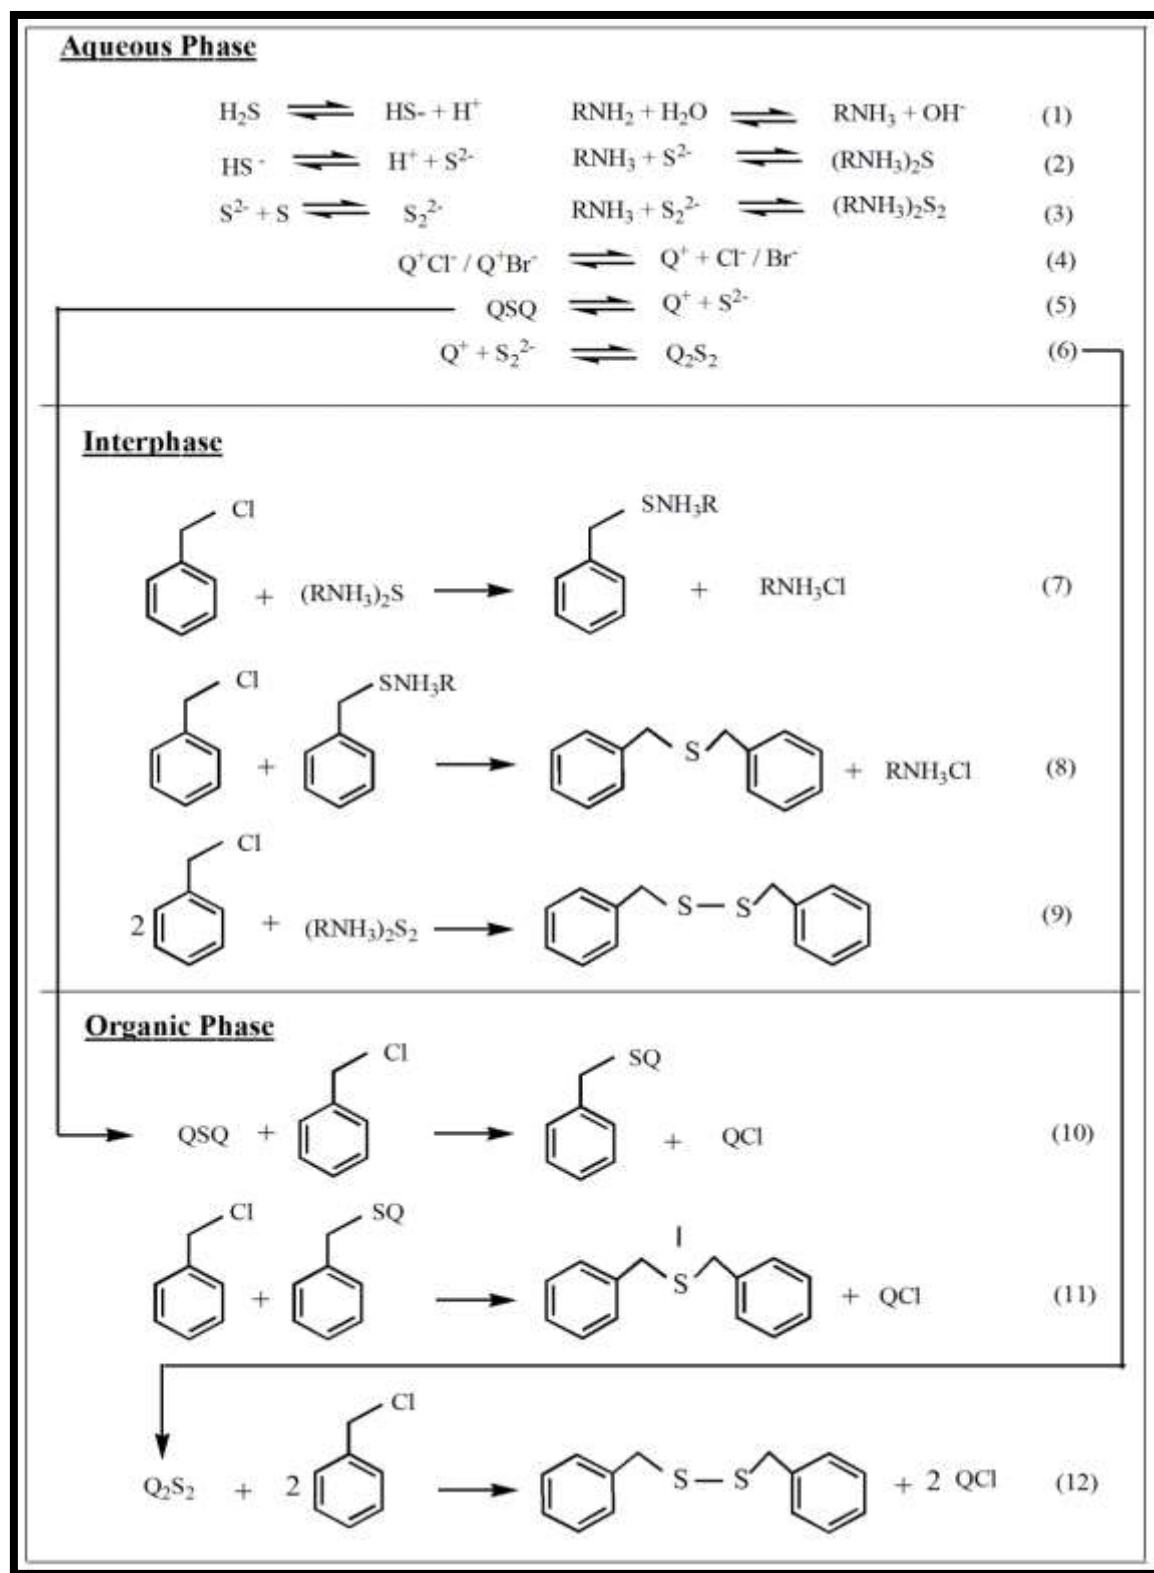 Aqueous Phase
H₂S ⇌ HS- + H⁺ RNH₂ + H₂O ⇌ RNH₃ + OH⁻ (1)
HS⁻ ⇌ H⁺ + S²⁻ RNH₃ + S²⁻ ⇌ (RNH₃)₂S (2)
S²⁻ + S ⇌ S₂²⁻ RNH₃ + S₂²⁻ ⇌ (RNH₃)₂S₂ (3)
Q⁺Cl⁻ / Q⁺Br⁻ ⇌ Q⁺ + Cl⁻ / Br⁻ (4)
QSQ ⇌ Q⁺ + S²⁻ (5)
Q⁺ + S₂²⁻ ⇌ Q₂S₂ (6)
Interphase
Cl SNH₃R
+ (RNH₃)₂S → + RNH₃Cl (7)
Cl SNH₃R
+ → S + RNH₃Cl (8)
Cl
2 + (RNH₃)₂S₂ → S — S (9)
Organic Phase
Cl SQ
QSQ + → + QCl (10)
Cl SQ
+ → S + QCl (11)
Cl
Q₂S₂ + 2 → S — S + 2 QCl (12)